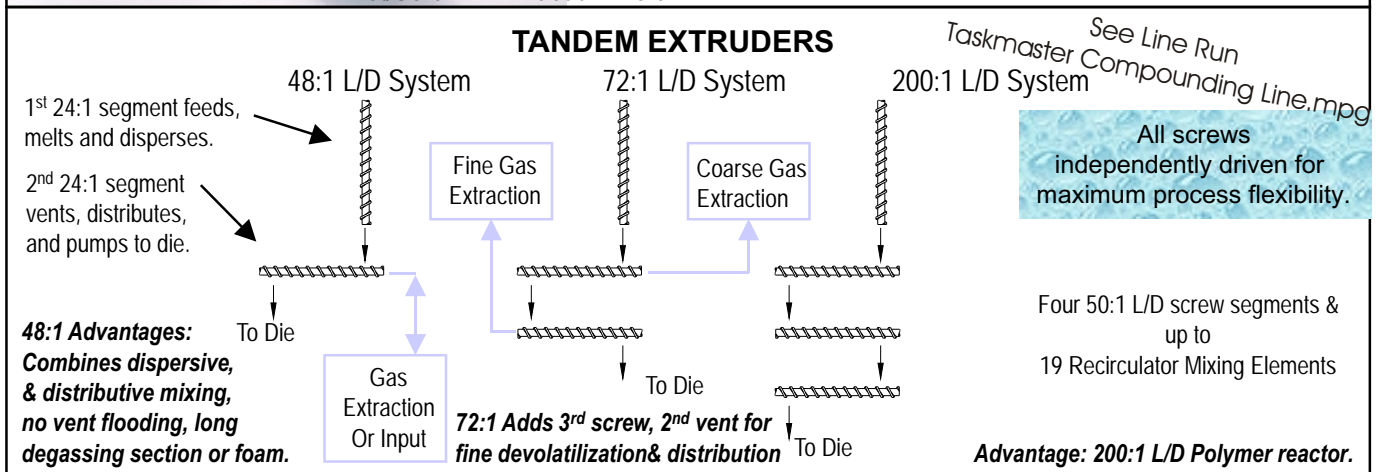 TANDEM EXTRUDERS
See Line Run
Taskmaster Compounding Line.mpg
48:1 L/D System
72:1 L/D System
200:1 L/D System
1st 24:1 segment feeds,
melts and disperses.
2nd 24:1 segment
vents, distributes,
and pumps to die.
Fine Gas
Extraction
Coarse Gas
Extraction
All screws
independently driven for
maximum process flexibility.
To Die
48:1 Advantages:
Combines dispersive,
& distributive mixing,
no vent flooding, long
degassing section or foam.
Gas
Extraction
Or Input
To Die
72:1 Adds 3rd screw, 2nd vent for
fine devolatilization& distribution
To Die
Four 50:1 L/D screw segments &
up to
19 Recirculator Mixing Elements
Advantage: 200:1 L/D Polymer reactor.